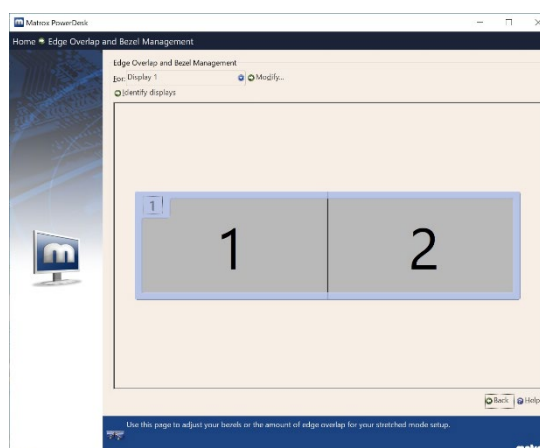 Matrox PowerDesk
Home Edge Overlap and Bezel Management
Edge Overlap and Bezel Management
For: Display 1 Modify...
Identify displays
1
1 2
Back Help
Use this page to adjust your bezels or the amount of edge overlap for your stretched mode setup.